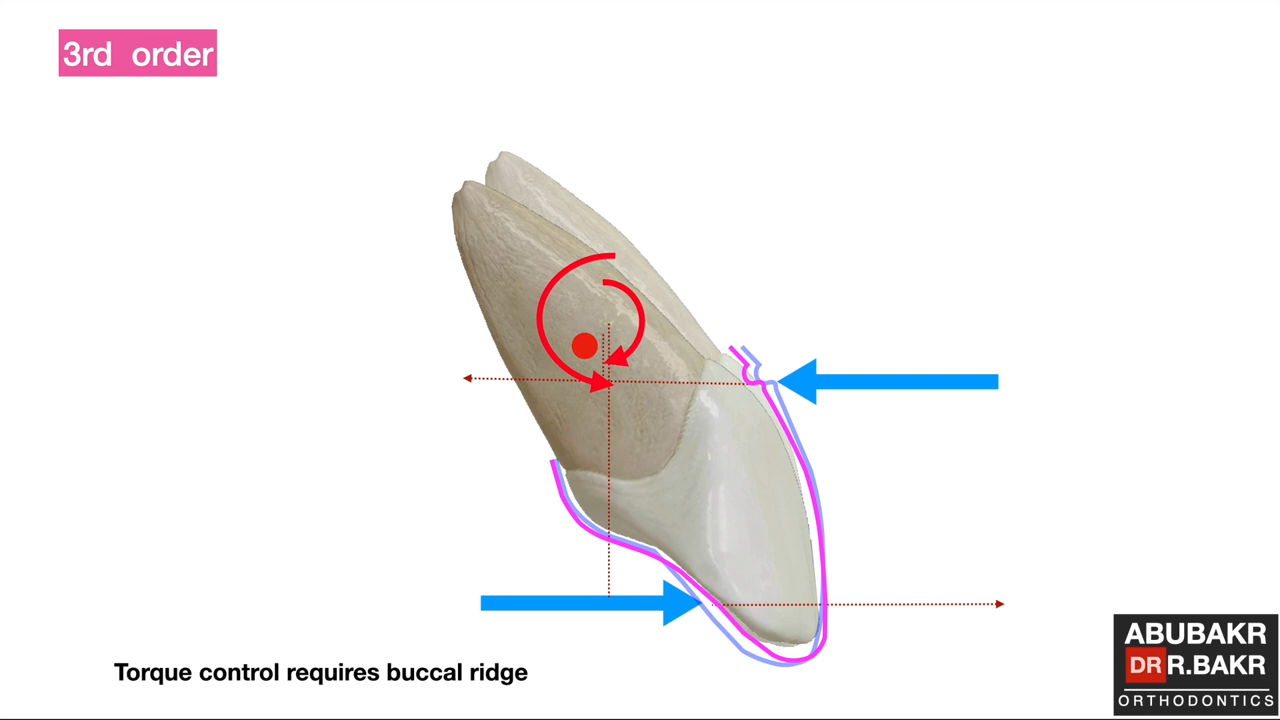 3rd order
Torque control requires buccal ridge
ABUBAKR
DR R.BAKR
ORTHODONTICS